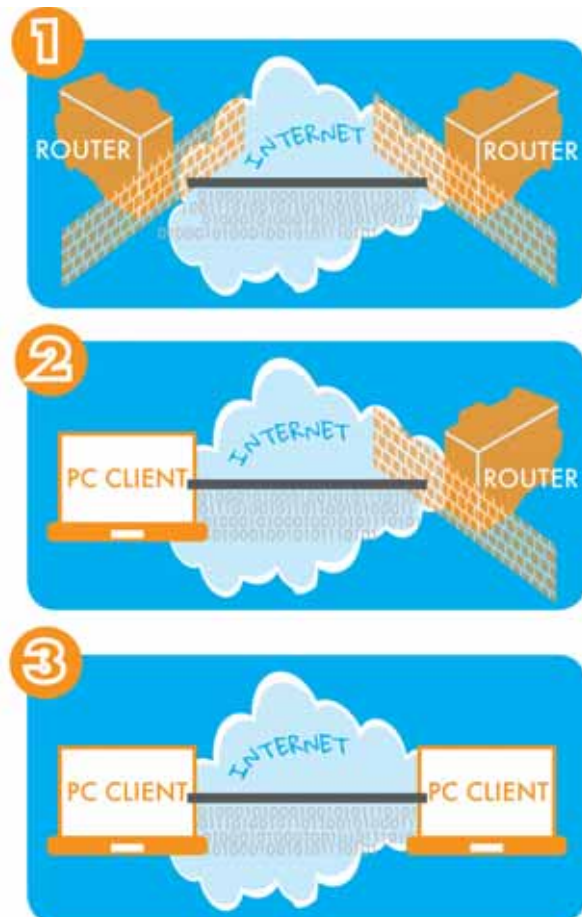 1
ROUTER
INTERNET
ROUTER
2
PC CLIENT
INTERNET
ROUTER
3
PC CLIENT
INTERNET
PC CLIENT